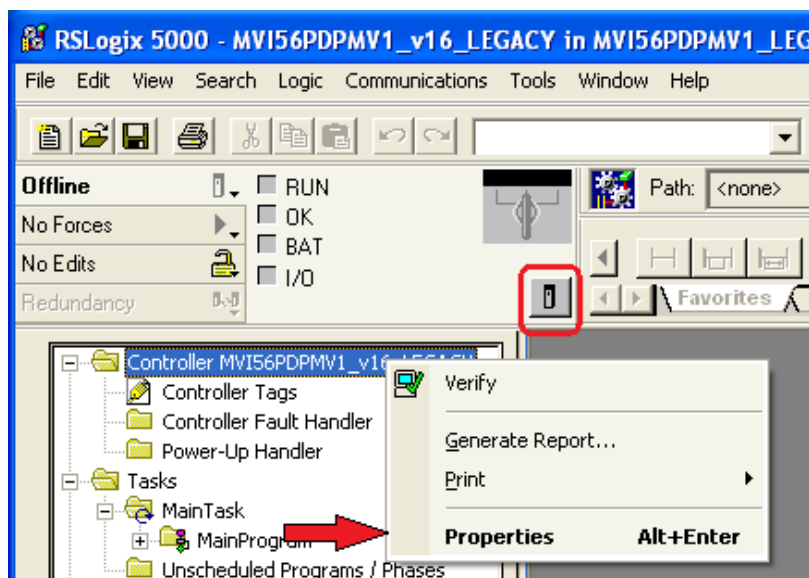 RSLogix 5000 - MVI56PDPMV1_v16_LEGACY in MVI56PDPMV1_LEG
File Edit View Search Logic Communications Tools Window Help
Offline
RUN
Path: <none>
No Forces
OK
No Edits
BAT
I/O
Redundancy
Favorites
Controller MVI56PDPMV1_v16_LEGACY
Controller Tags
Controller Fault Handler
Power-Up Handler
Tasks
MainTask
MainProgram
Unscheduled Programs / Phases
Verify
Generate Report...
Print
Properties Alt+Enter